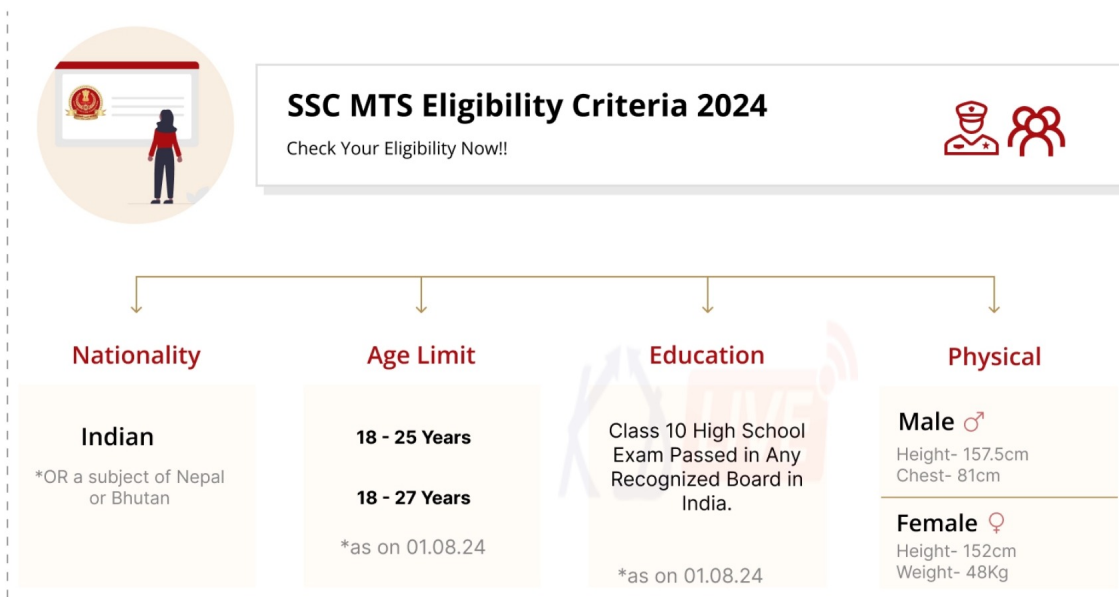 SSC MTS Eligibility Criteria 2024
Check Your Eligibility Now!!
Nationality
Indian
*OR a subject of Nepal
or Bhutan
Age Limit
18 - 25 Years
18 - 27 Years
*as on 01.08.24
Education
Class 10 High School
Exam Passed in Any
Recognized Board in
India.
*as on 01.08.24
LIVE
Physical
Male
Height- 157.5cm
Chest- 81cm
Female
Height- 152cm
Weight- 48Kg